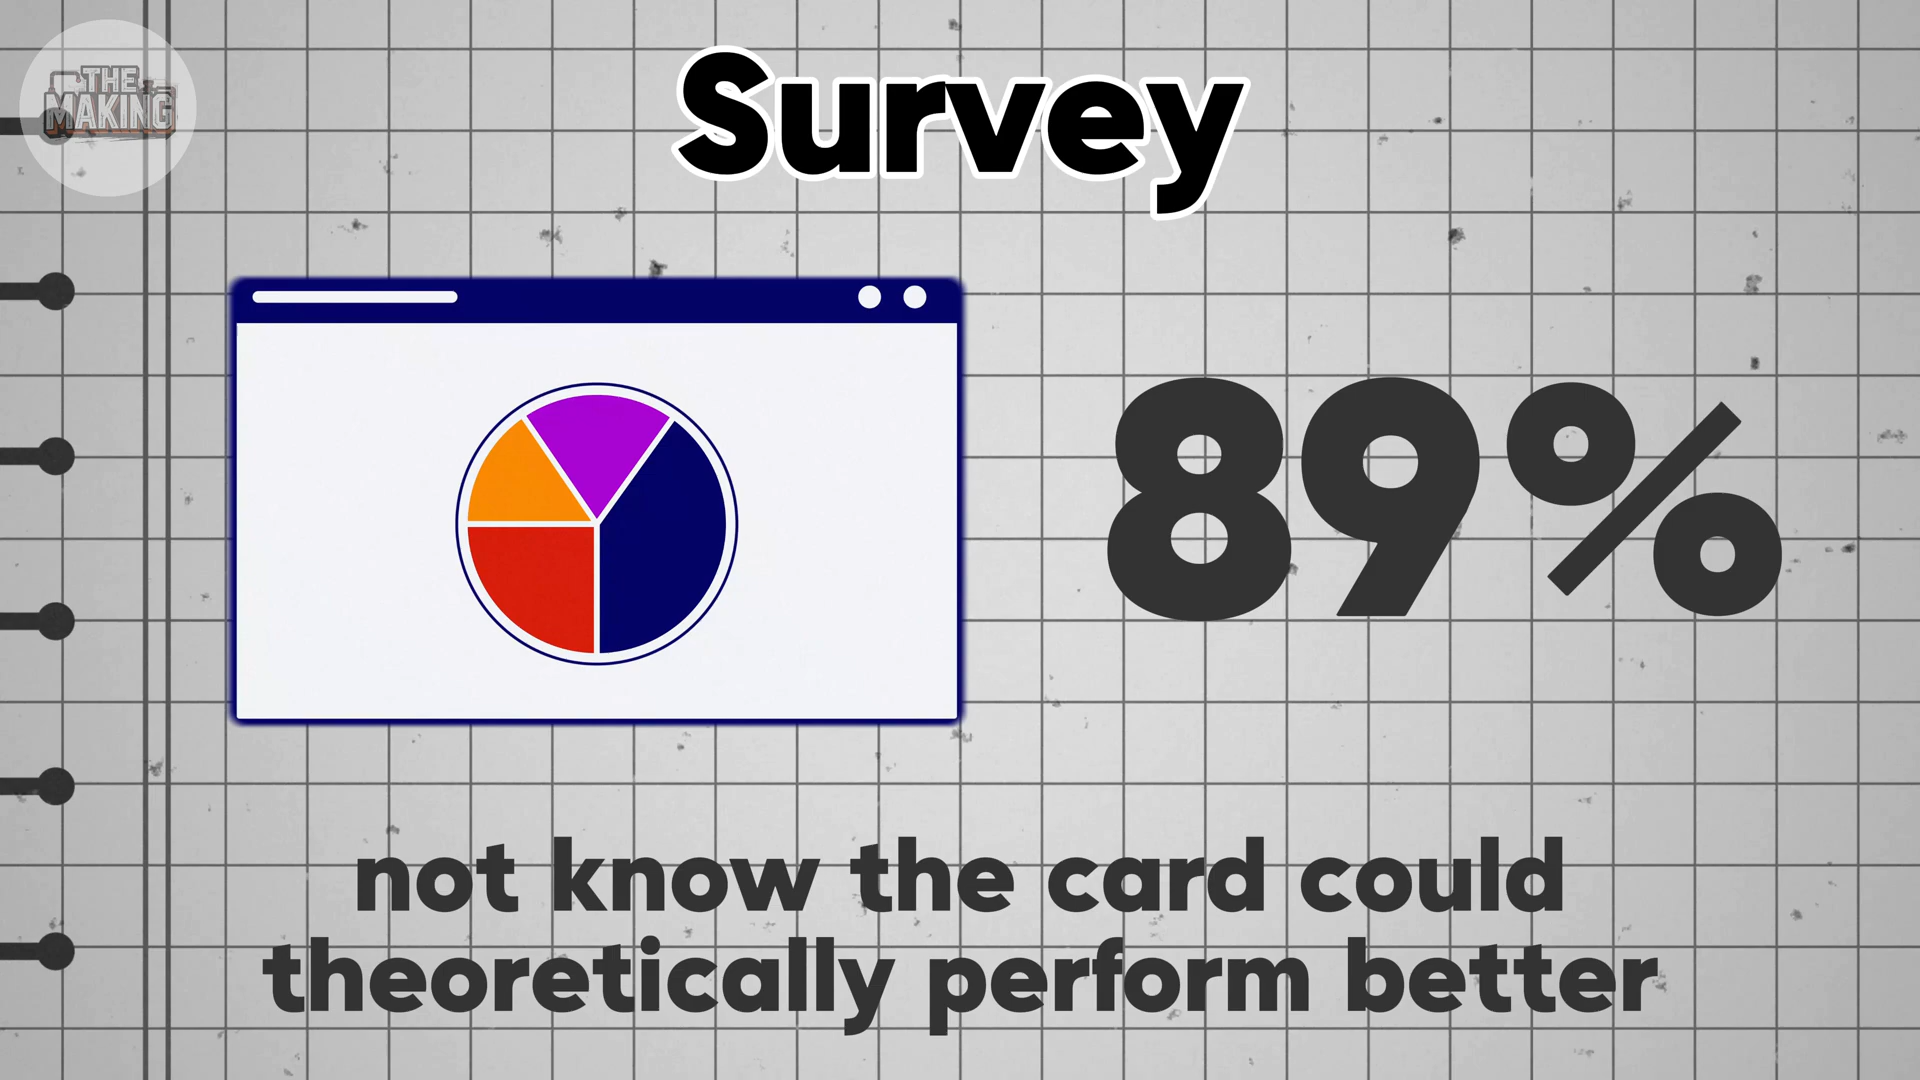 THE
MAKING
Survey
89%
not know the card could
theoretically perform better